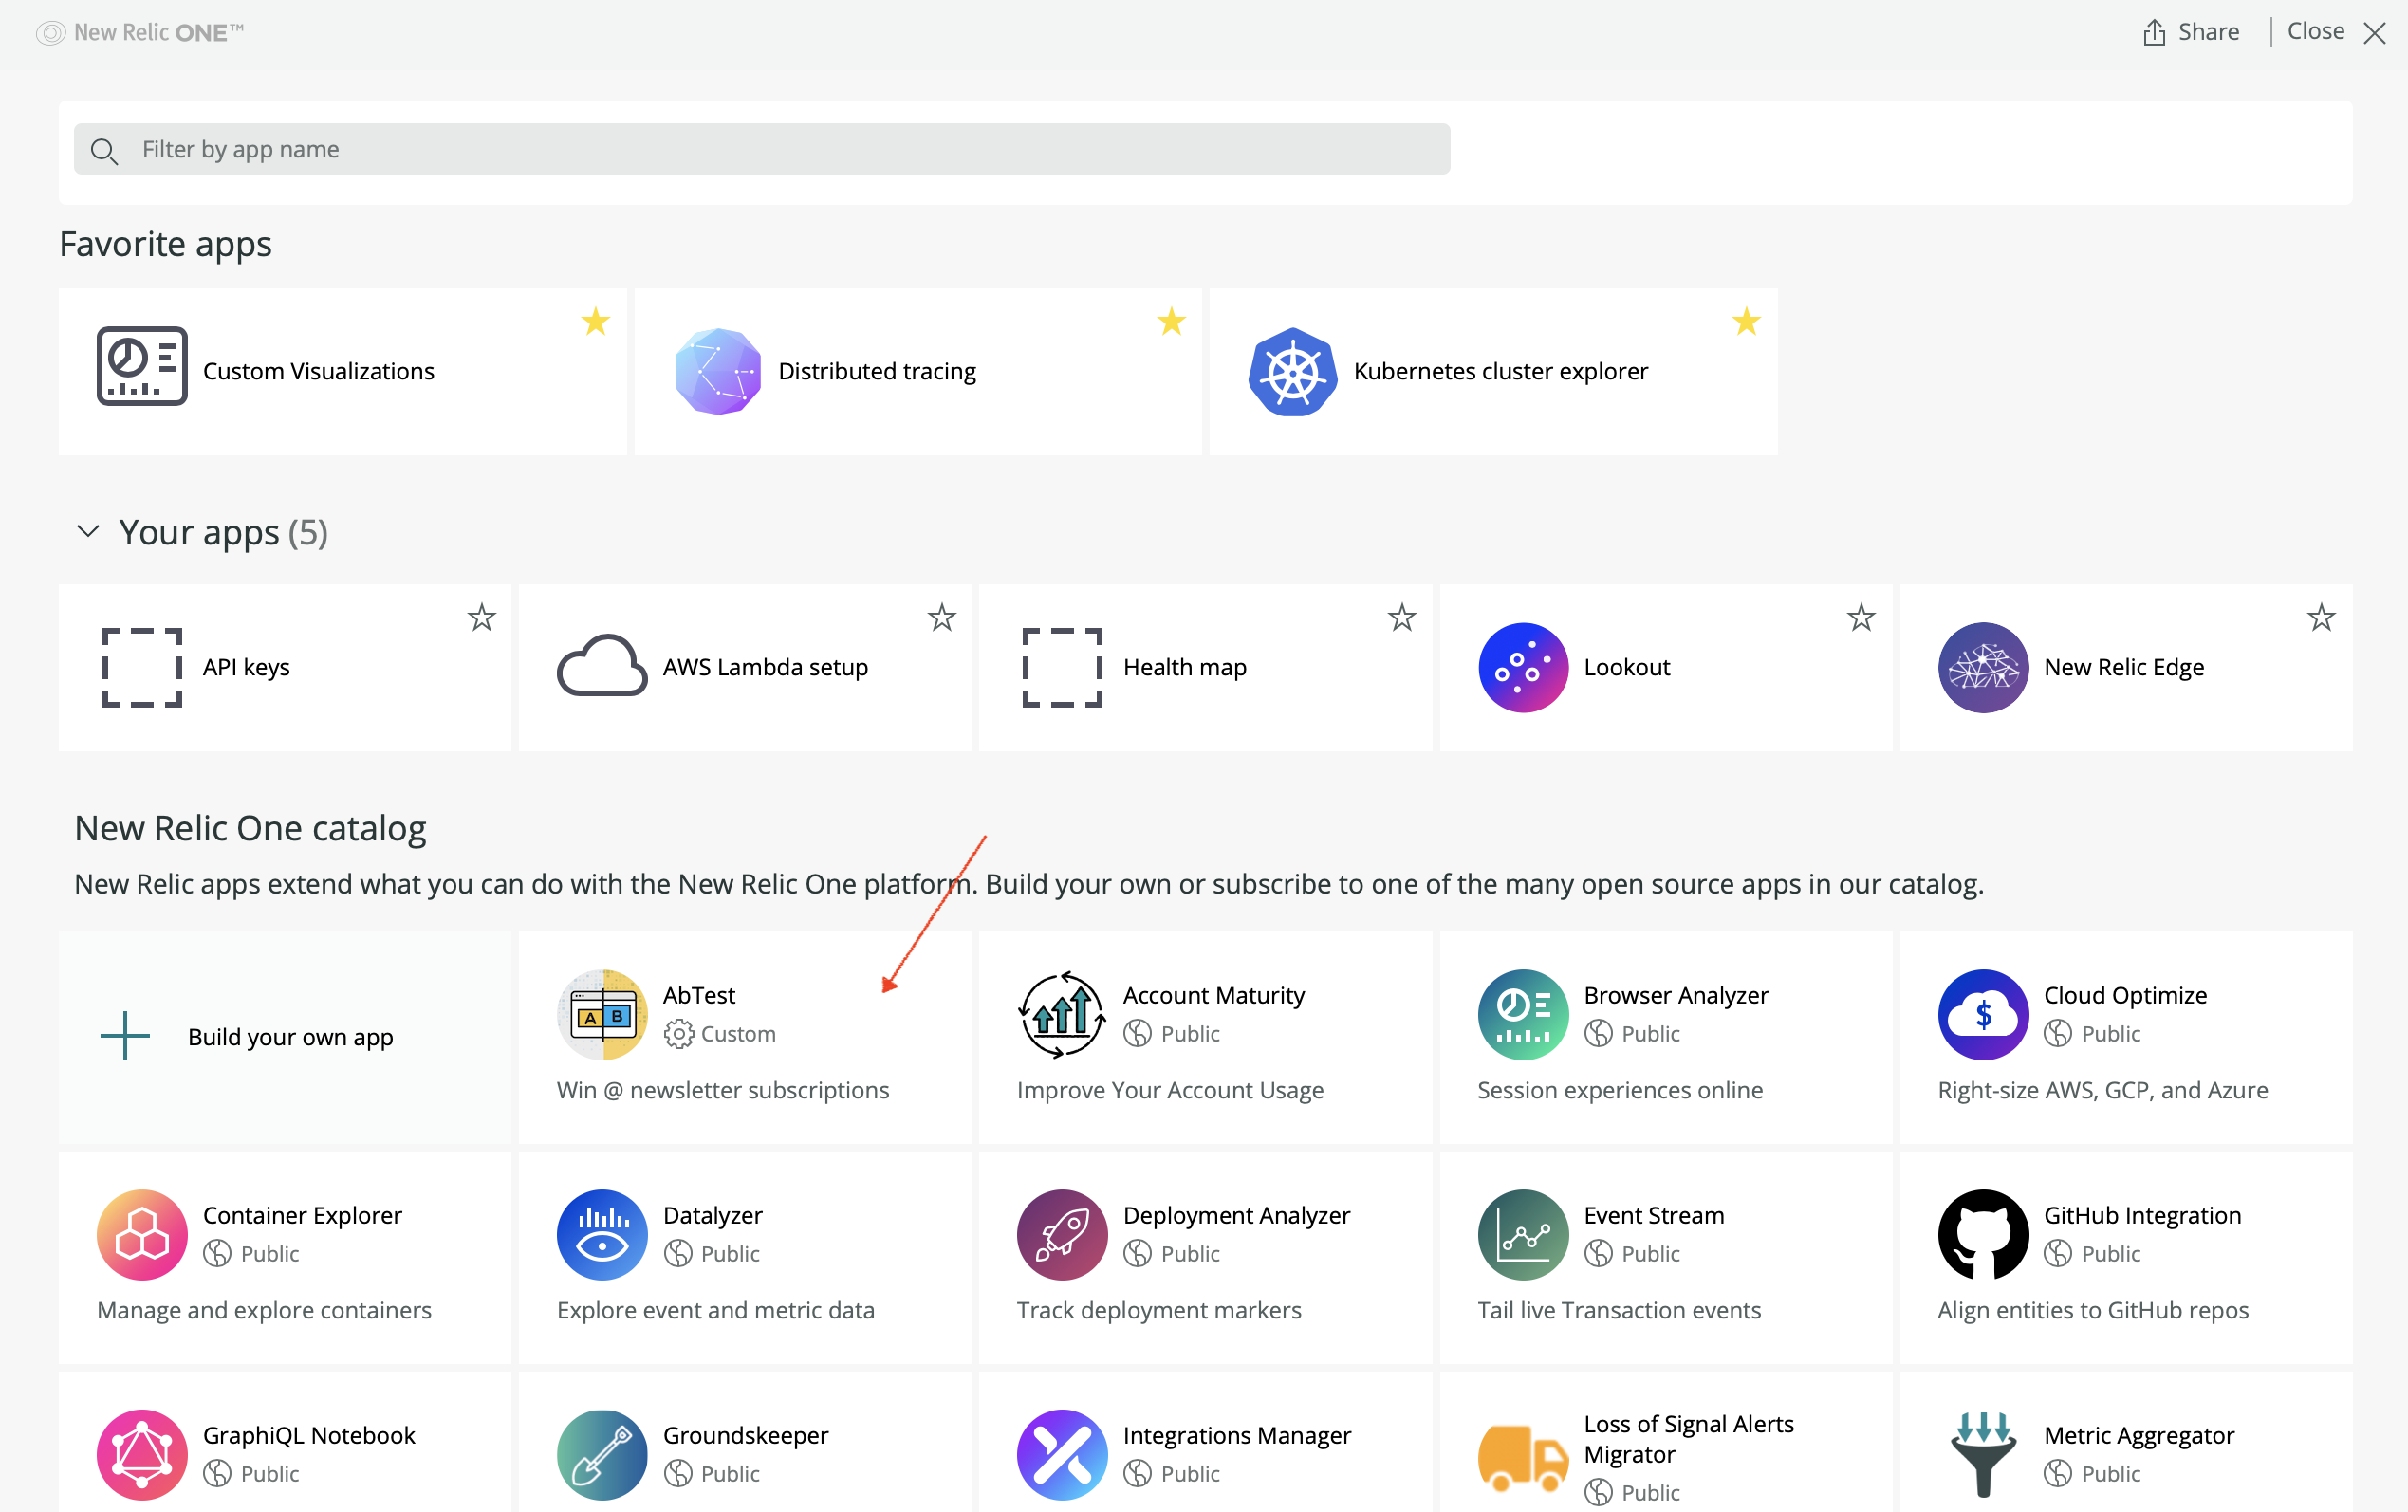 New Relic ONE™
Share
Close
Filter by app name
Favorite apps
Custom Visualizations
Distributed tracing
Kubernetes cluster explorer
Your apps (5)
API keys
AWS Lambda setup
Health map
Lookout
New Relic Edge
New Relic One catalog
New Relic apps extend what you can do with the New Relic One platform. Build your own or subscribe to one of the many open source apps in our catalog.
Build your own app
AbTest
Custom
Win @ newsletter subscriptions
A B
Account Maturity
Public
Improve Your Account Usage
Browser Analyzer
Public
Session experiences online
$
Cloud Optimize
Public
Right-size AWS, GCP, and Azure
Container Explorer
Public
Manage and explore containers
Datalyzer
Public
Explore event and metric data
Deployment Analyzer
Public
Track deployment markers
Event Stream
Public
Tail live Transaction events
GitHub Integration
Public
Align entities to GitHub repos
GraphiQL Notebook
Public
Groundskeeper
Public
Integrations Manager
Public
Loss of Signal Alerts
Migrator
Public
Metric Aggregator
Public